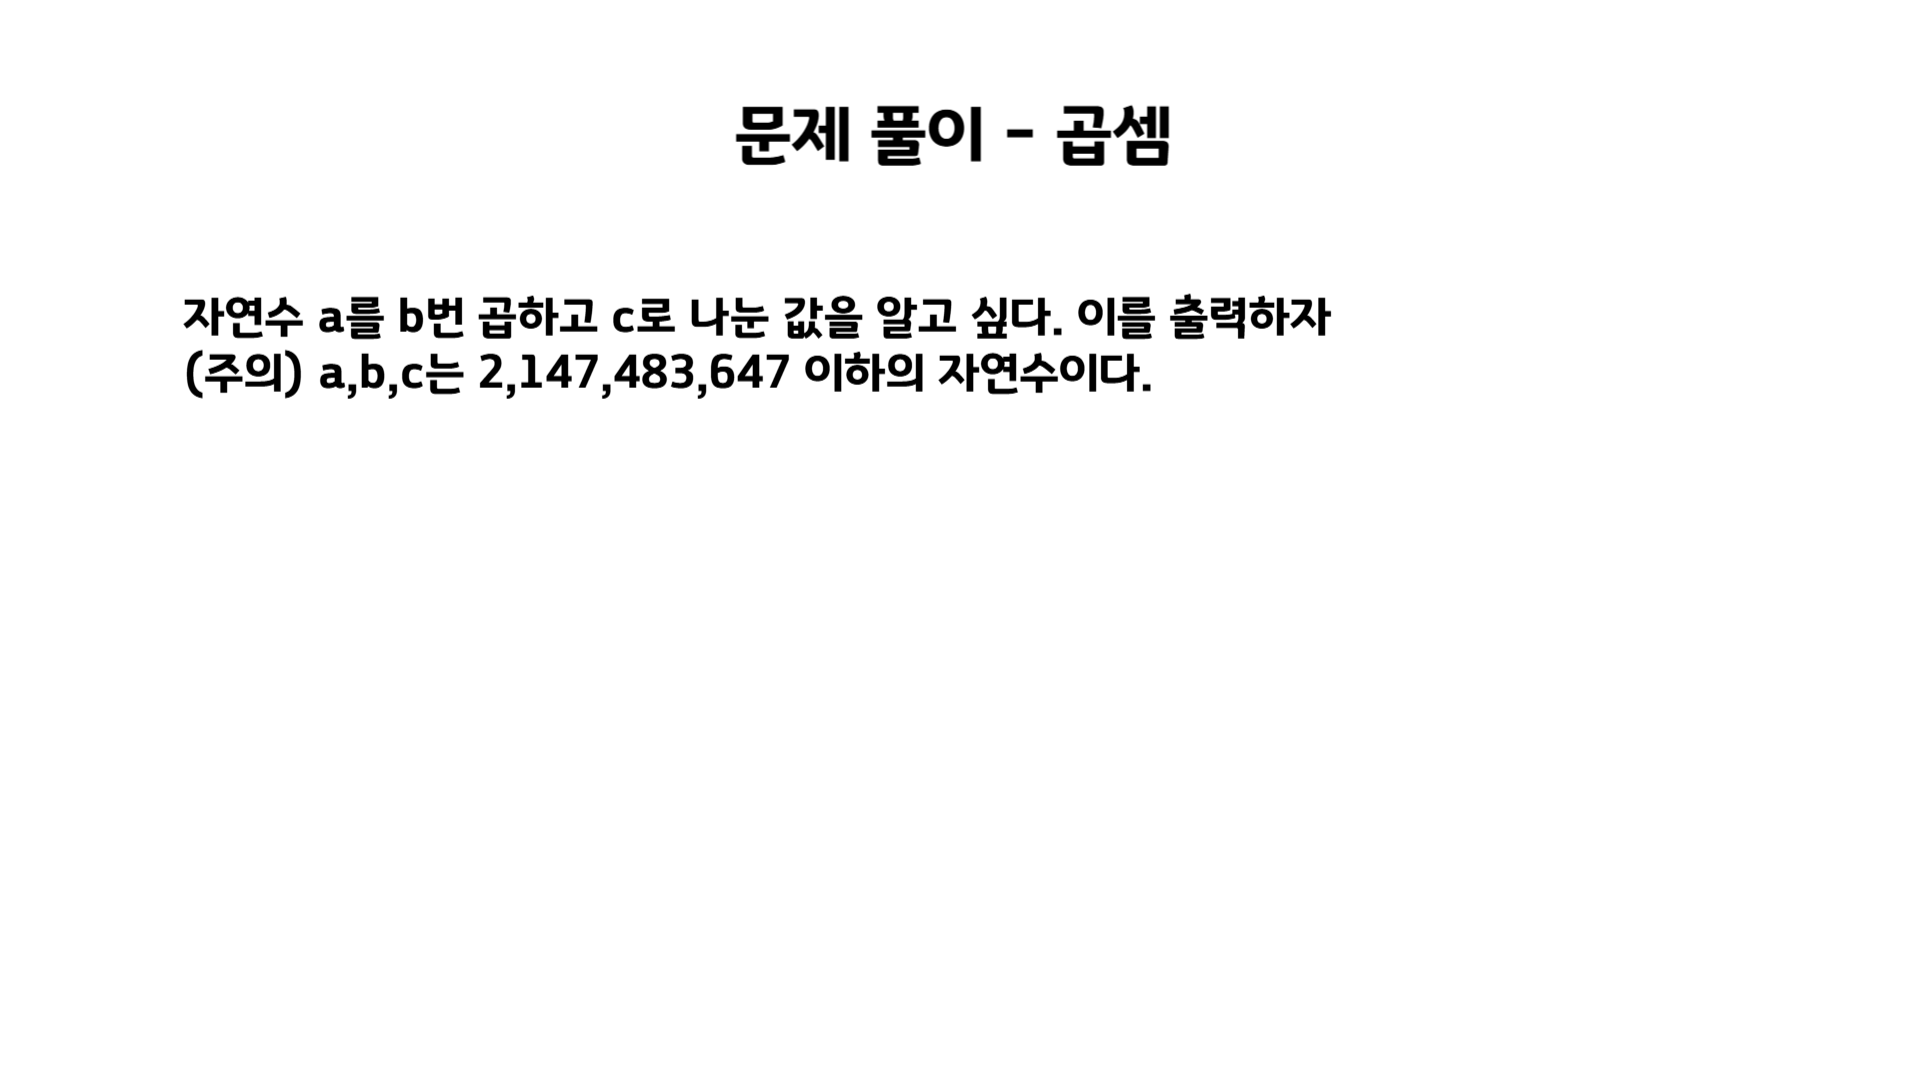 문제 풀이 - 곱셈
자연수 a를 b번 곱하고 c로 나눈 값을 알고 싶다. 이를 출력하자
(주의) a,b,c는 2,147,483,647 이하의 자연수이다.